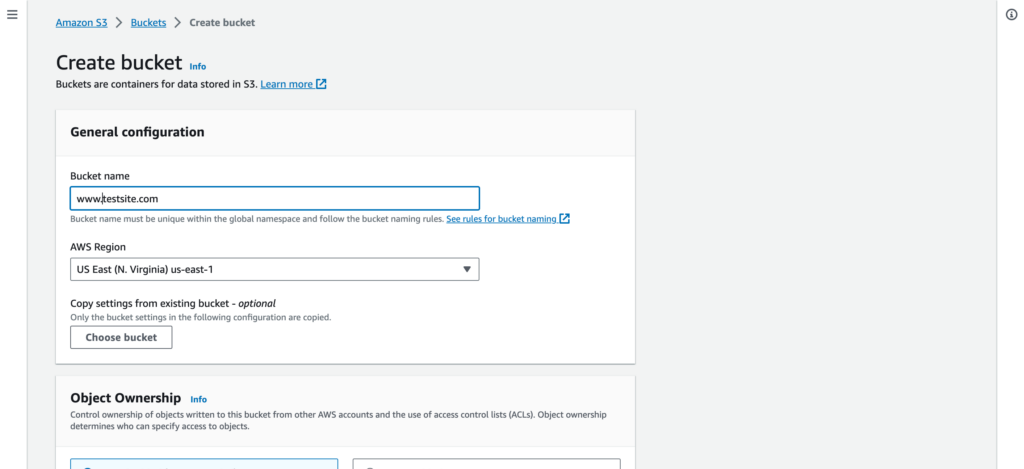 Amazon S3 > Buckets > Create bucket
Create bucket Info
Buckets are containers for data stored in S3. Learn more
General configuration
Bucket name
www.testsite.com
Bucket name must be unique within the global namespace and follow the bucket naming rules. See rules for bucket naming
AWS Region
US East (N. Virginia) us-east-1
Copy settings from existing bucket - optional
Only the bucket settings in the following configuration are copied.
Choose bucket
Object Ownership Info
Control ownership of objects written to this bucket from other AWS accounts and the use of access control lists (ACLs). Object ownership
determines who can specify access to objects.